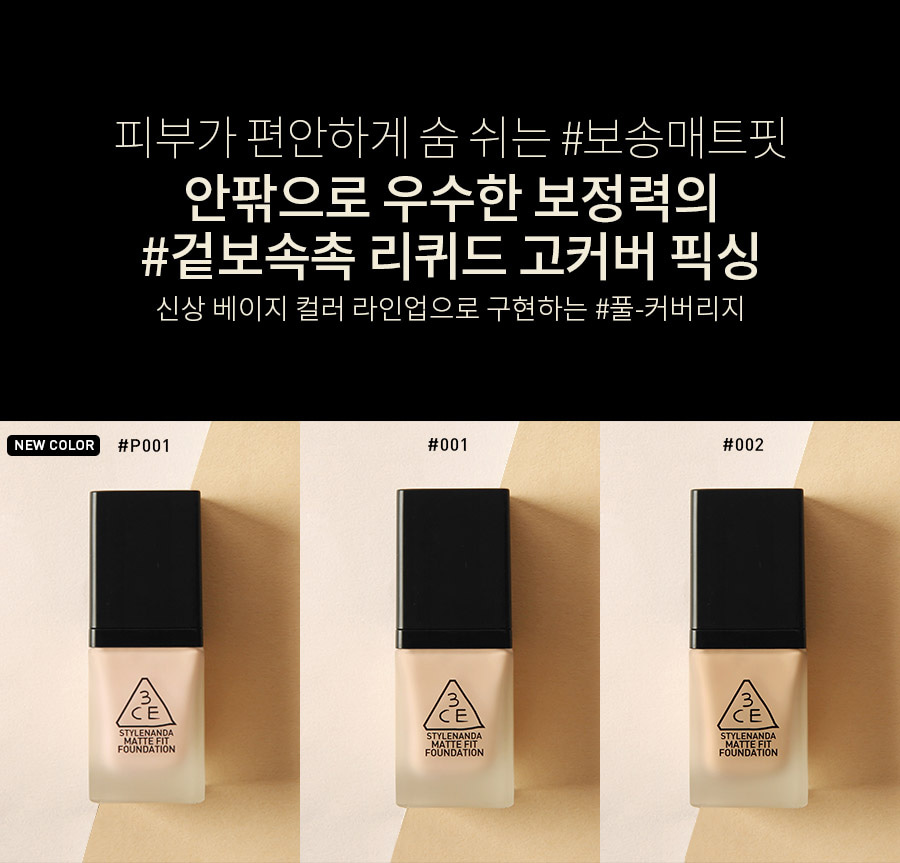 피부가 편안하게 숨 쉬는 #보송매트핏
안팎으로 우수한 보정력의
#겉보속촉 리퀴드 고커버 픽싱
신상 베이지 컬러 라인업으로 구현하는 #풀-커버리지
NEW COLOR #P001
#001
#002
3
CE
STYLENANDA
MATTE FIT
FOUNDATION
3
CE
STYLENANDA
MATTE FIT
FOUNDATION
3
CE
STYLENANDA
MATTE FIT
FOUNDATION